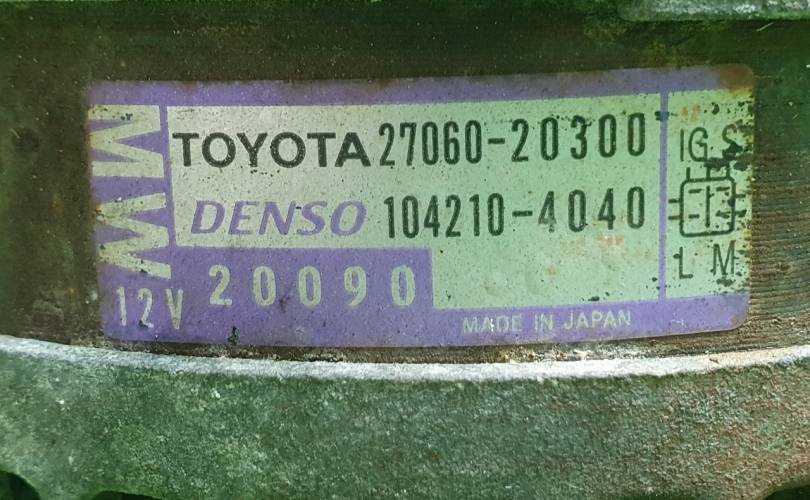 MW
TOYOTA 27060-20300
DENSO 104210-4040
12V 20090
MADE IN JAPAN
IG S
L M